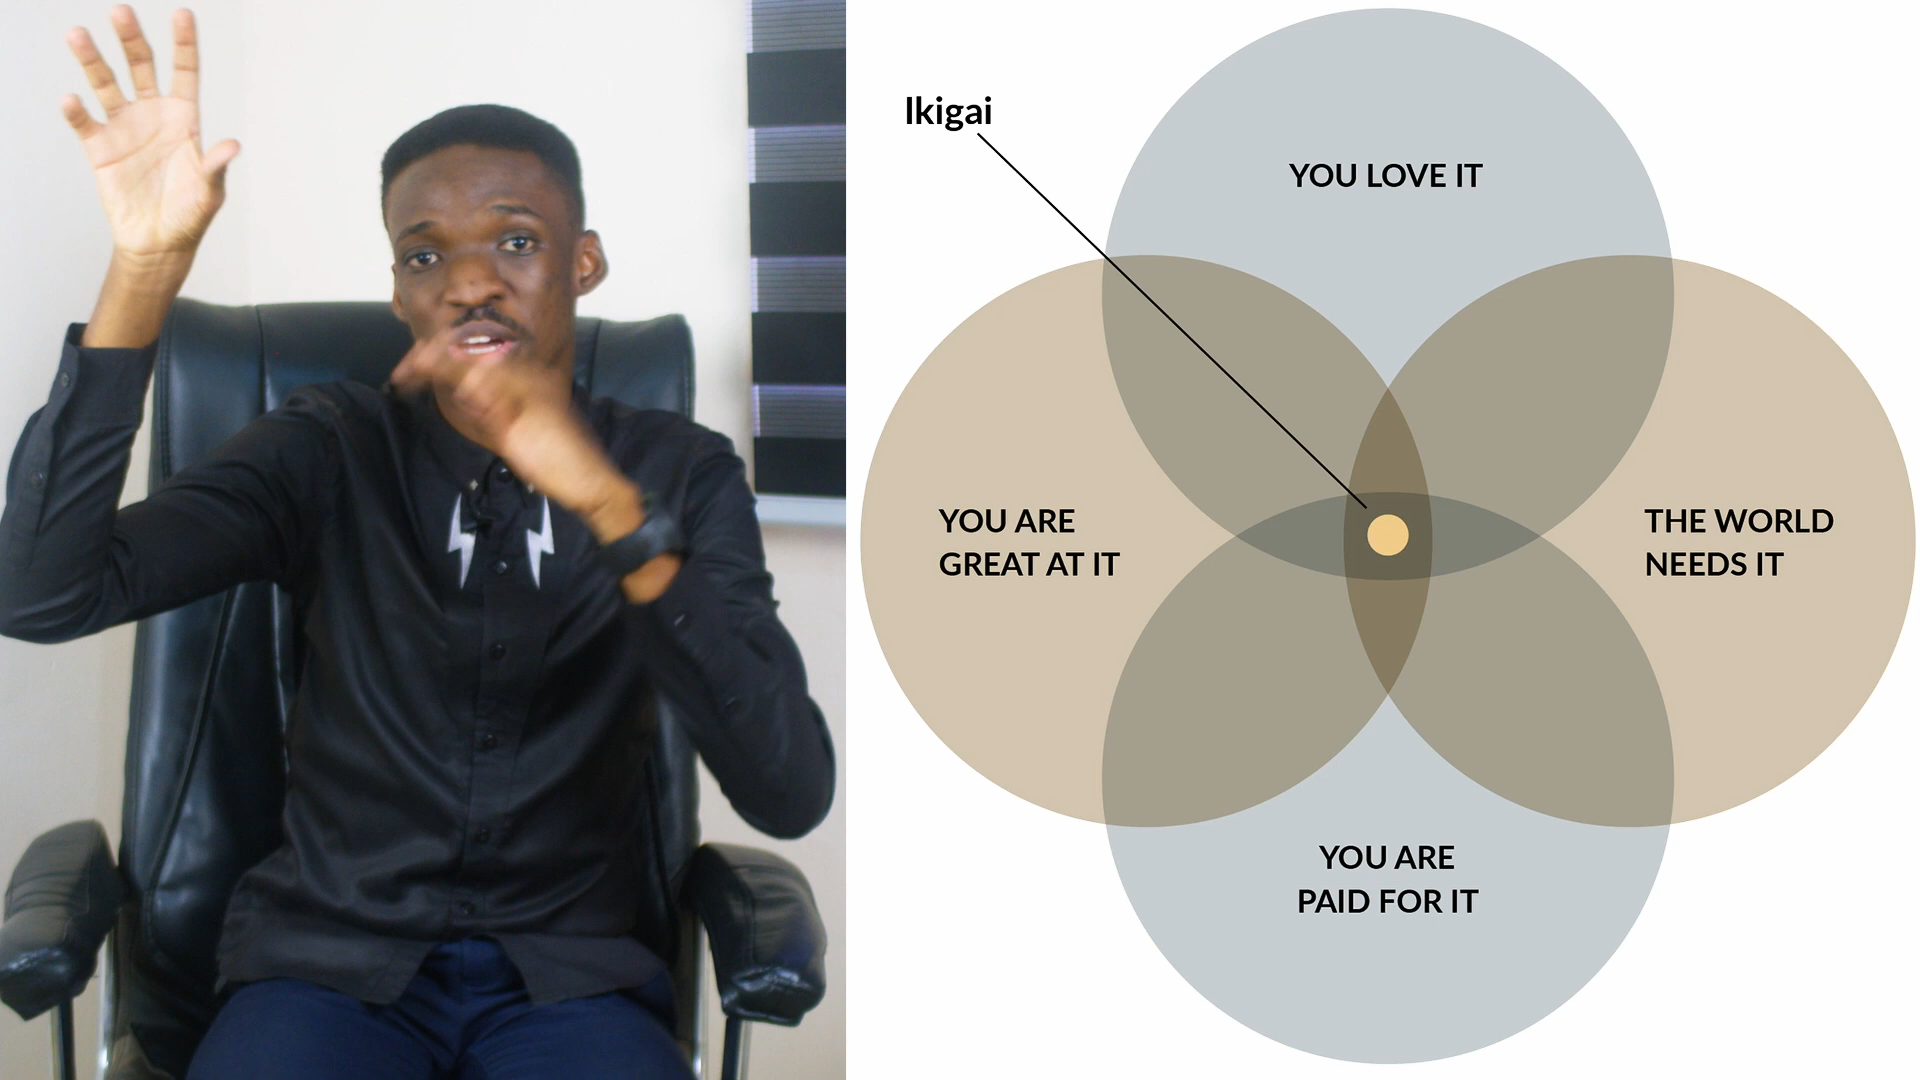 Ikigai
YOU LOVE IT
YOU ARE
GREAT AT IT
THE WORLD
NEEDS IT
YOU ARE
PAID FOR IT